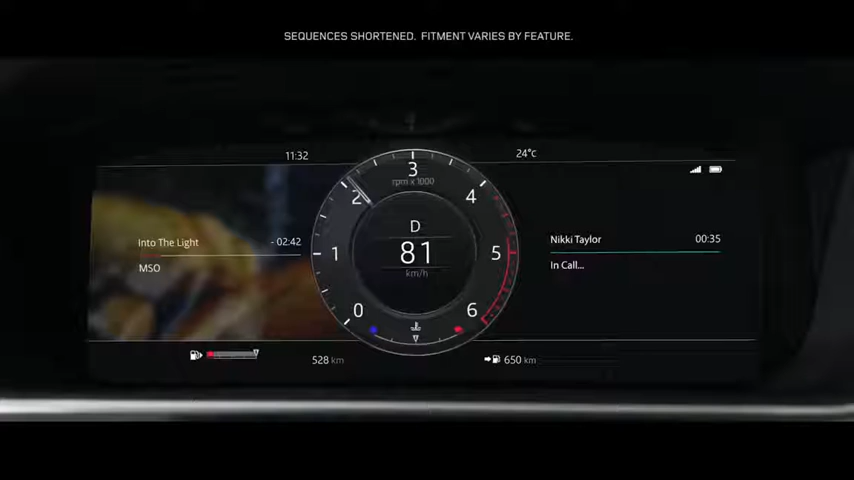 SEQUENCES SHORTENED. FITMENT VARIES BY FEATURE.
11:32
24°c
3
rpm x 1000
2
4
D
Into The Light
- 02:42
1
81
5
Nikki Taylor
00:35
km/h
MSO
In Call...
0
6
528 km
650 km